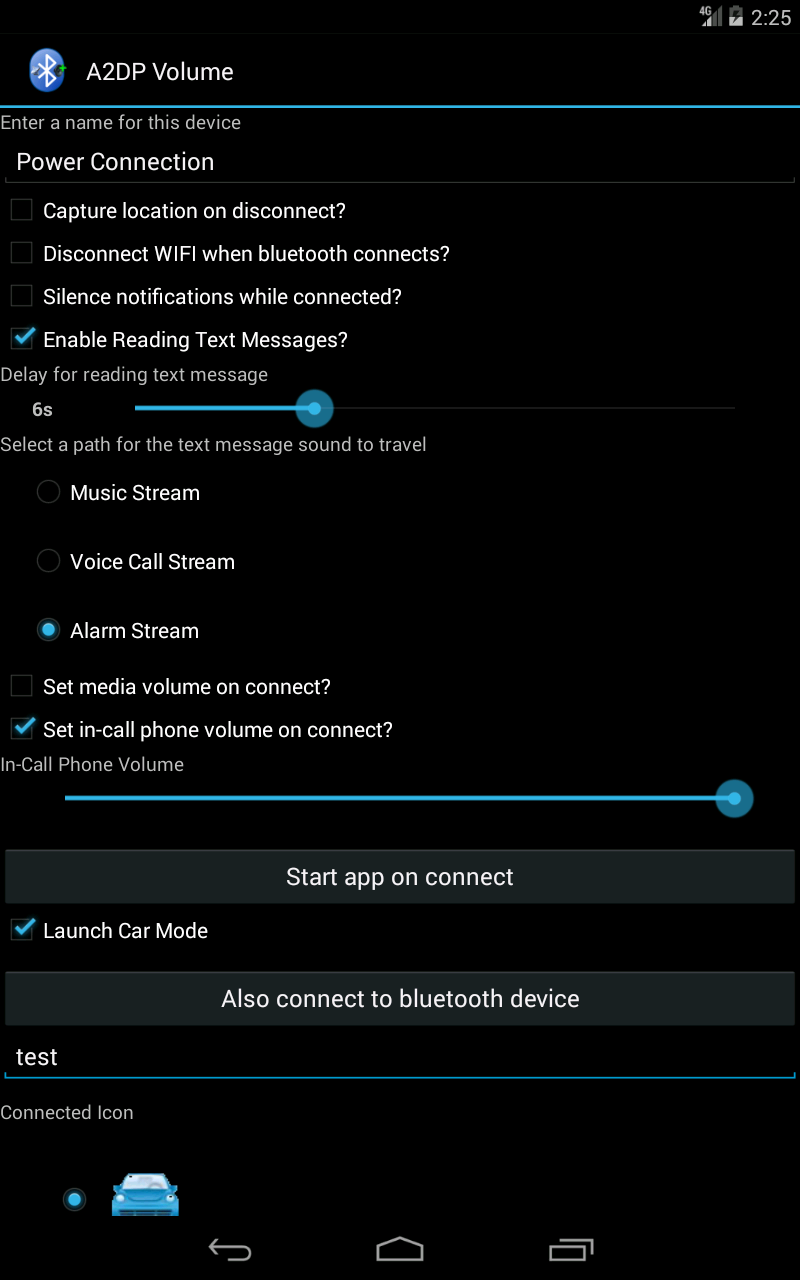 4G 2:25
A2DP Volume
Enter a name for this device
Power Connection
Capture location on disconnect?
Disconnect WIFI when bluetooth connects?
Silence notifications while connected?
Enable Reading Text Messages?
Delay for reading text message
6s
Select a path for the text message sound to travel
Music Stream
Voice Call Stream
Alarm Stream
Set media volume on connect?
Set in-call phone volume on connect?
In-Call Phone Volume
Start app on connect
Launch Car Mode
Also connect to bluetooth device
test
Connected Icon